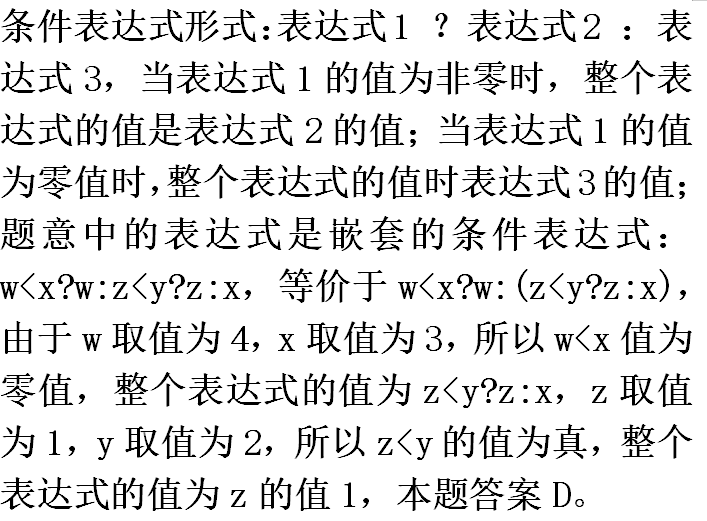 条件表达式形式:表达式1 ？表达式2 ：表
达式 3，当表达式 1 的值为非零时，整个表
达式的值是表达式 2 的值；当表达式 1 的值
为零值时,整个表达式的值时表达式3的值；
题意中的表达式是嵌套的条件表达式：
w<x?w:z<y?z:x，等价于 w<x?w:(z<y?z:x)，
由于 w 取值为 4，x 取值为 3，所以 w<x 值为
零值，整个表达式的值为 z<y?z:x，z 取值
为 1，y 取值为 2，所以 z<y 的值为真，整个
表达式的值为 z 的值 1，本题答案 D。